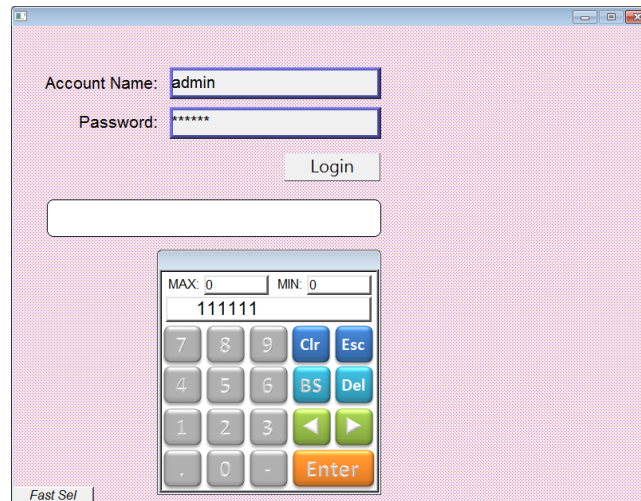 Account Name: admin
Password: ******
Login
MAX: 0 MIN: 0
111111
7 8 9 Clr Esc
4 5 6 BS Del
1 2 3
. 0 - Enter
Fast Sel